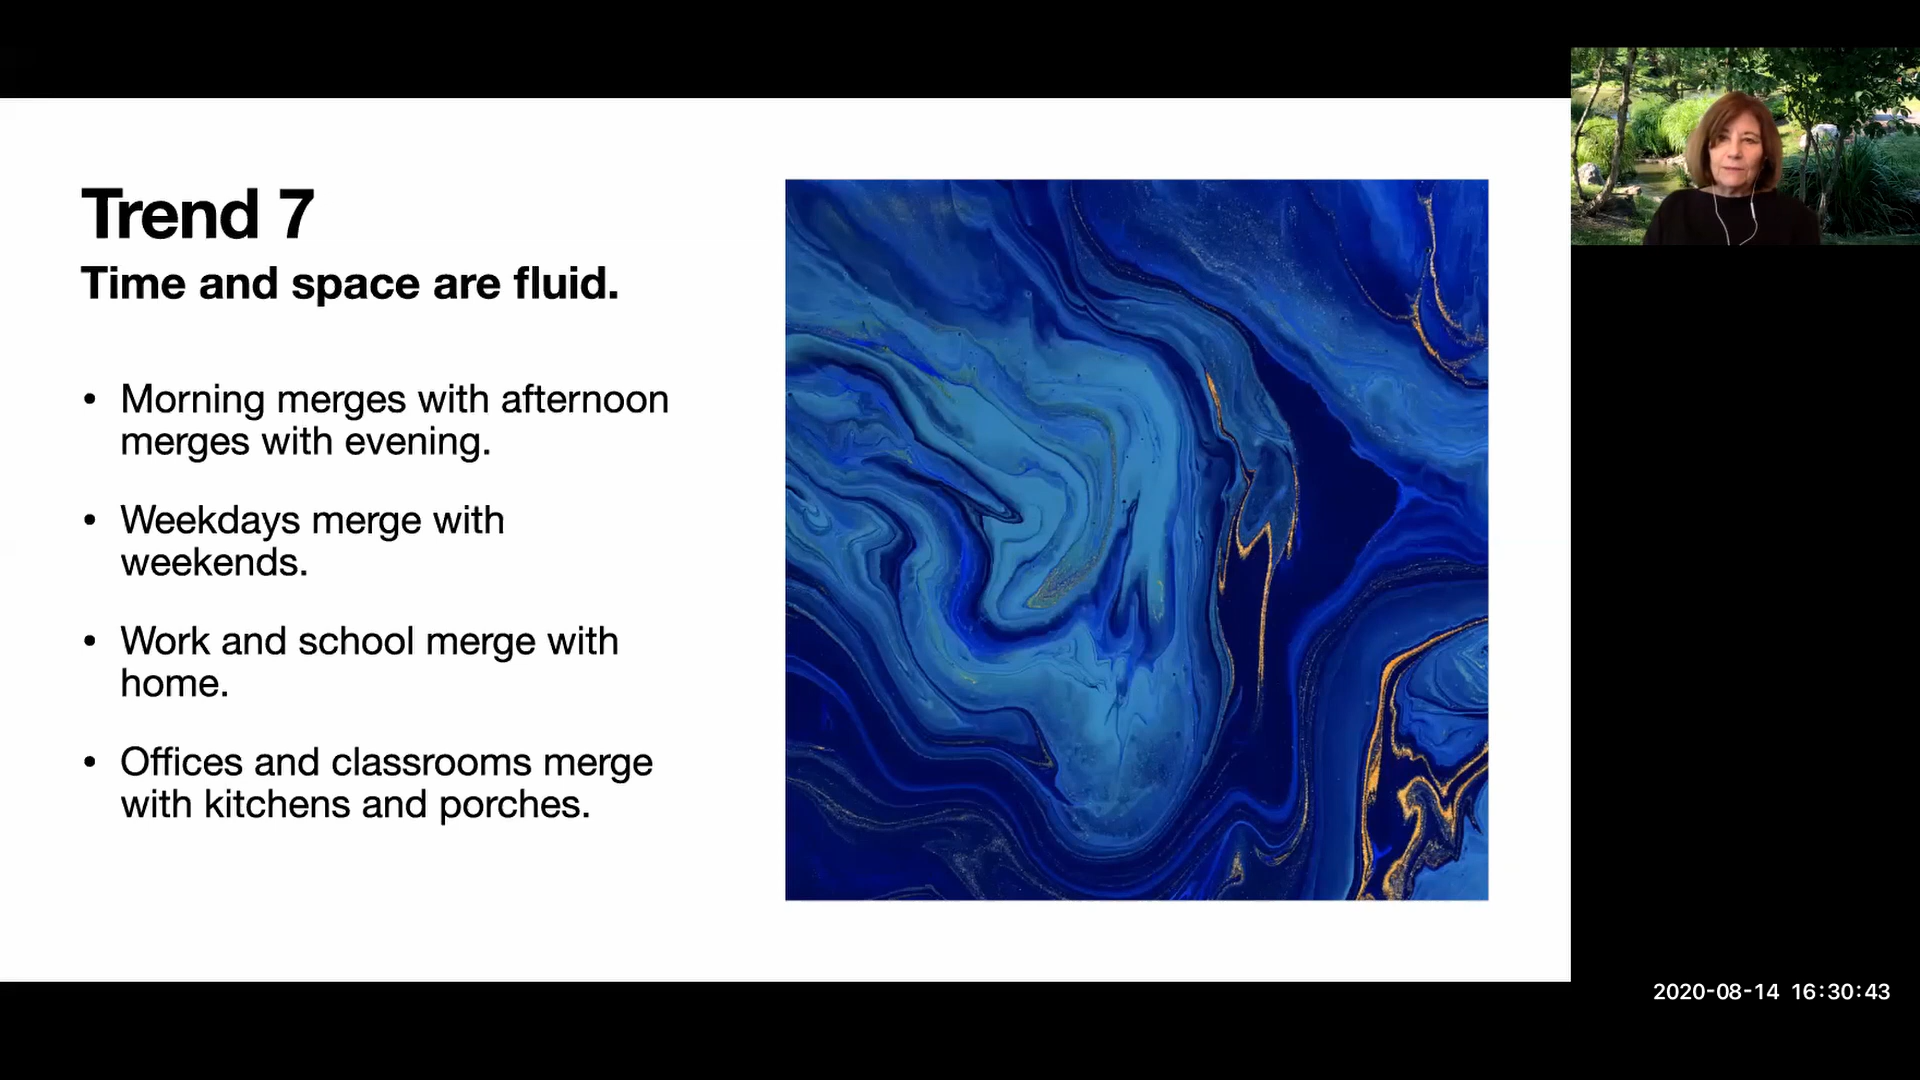 Trend 7
Time and space are fluid.
• Morning merges with afternoon
merges with evening.
• Weekdays merge with
weekends.
• Work and school merge with
home.
• Offices and classrooms merge
with kitchens and porches.
2020-08-14 16:30:43